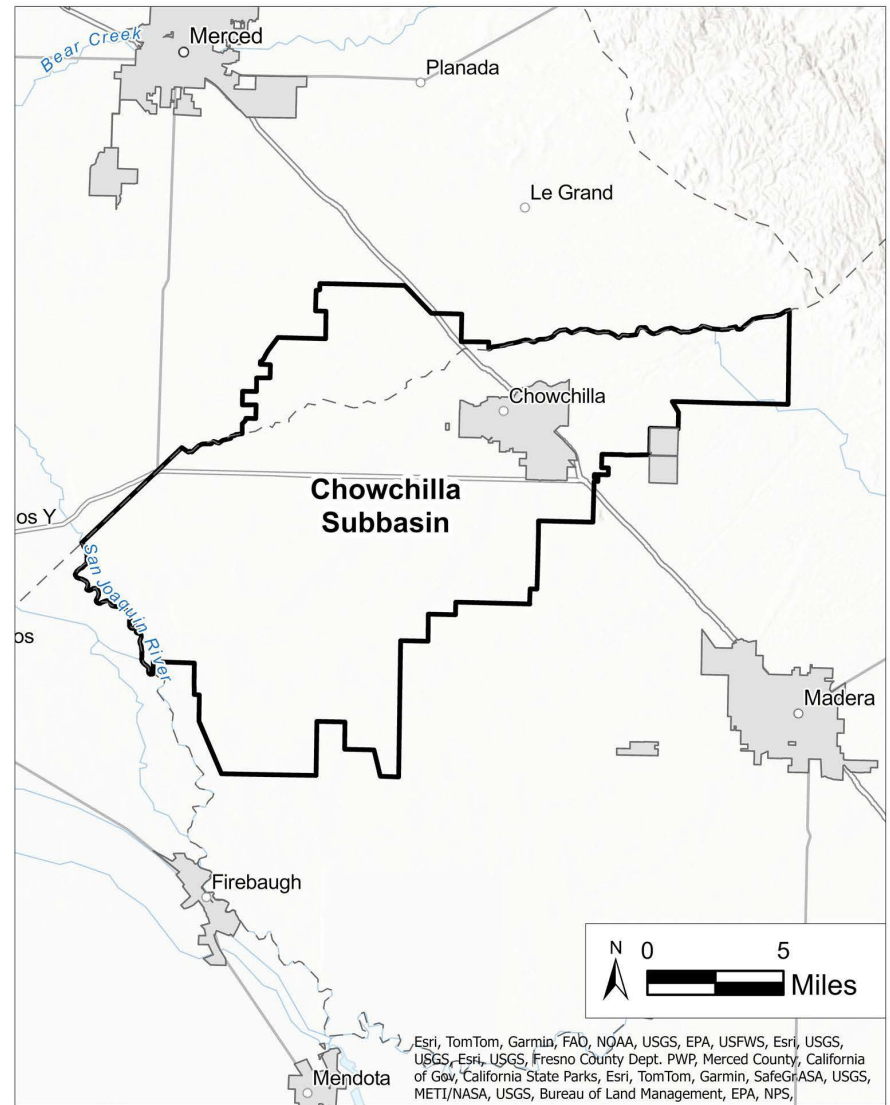 Bear Creek
Merced
Planada
Le Grand
Chowchilla
Chowchilla
Subbasin
os Y
San Joaquin River
os
Madera
Firebaugh
N 0 5
Miles
Esri, TomTom, Garmin, FAO, NOAA, USGS, EPA, USFWS, Esri, USGS,
USGS, Esri, USGS, Fresno County Dept. PWP, Merced County, California
of Gov, California State Parks, Esri, TomTom, Garmin, SafeGrASA, USGS,
METI/NASA, USGS, Bureau of Land Management, EPA, NPS,
Mendota